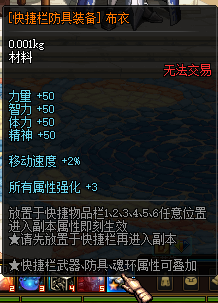 [快捷栏防具装备] 布衣
0.001kg
材料
无法交易
力量 +50
智力 +50
体力 +50
精神 +50
移动速度 +2%
所有属性强化 +3
放置于快捷物品栏1、2、3、4、5、6任意位置
进入副本属性即刻生效
★请先放置于快捷栏再进入副本
★快捷栏武器、防具、魂环属性可叠加